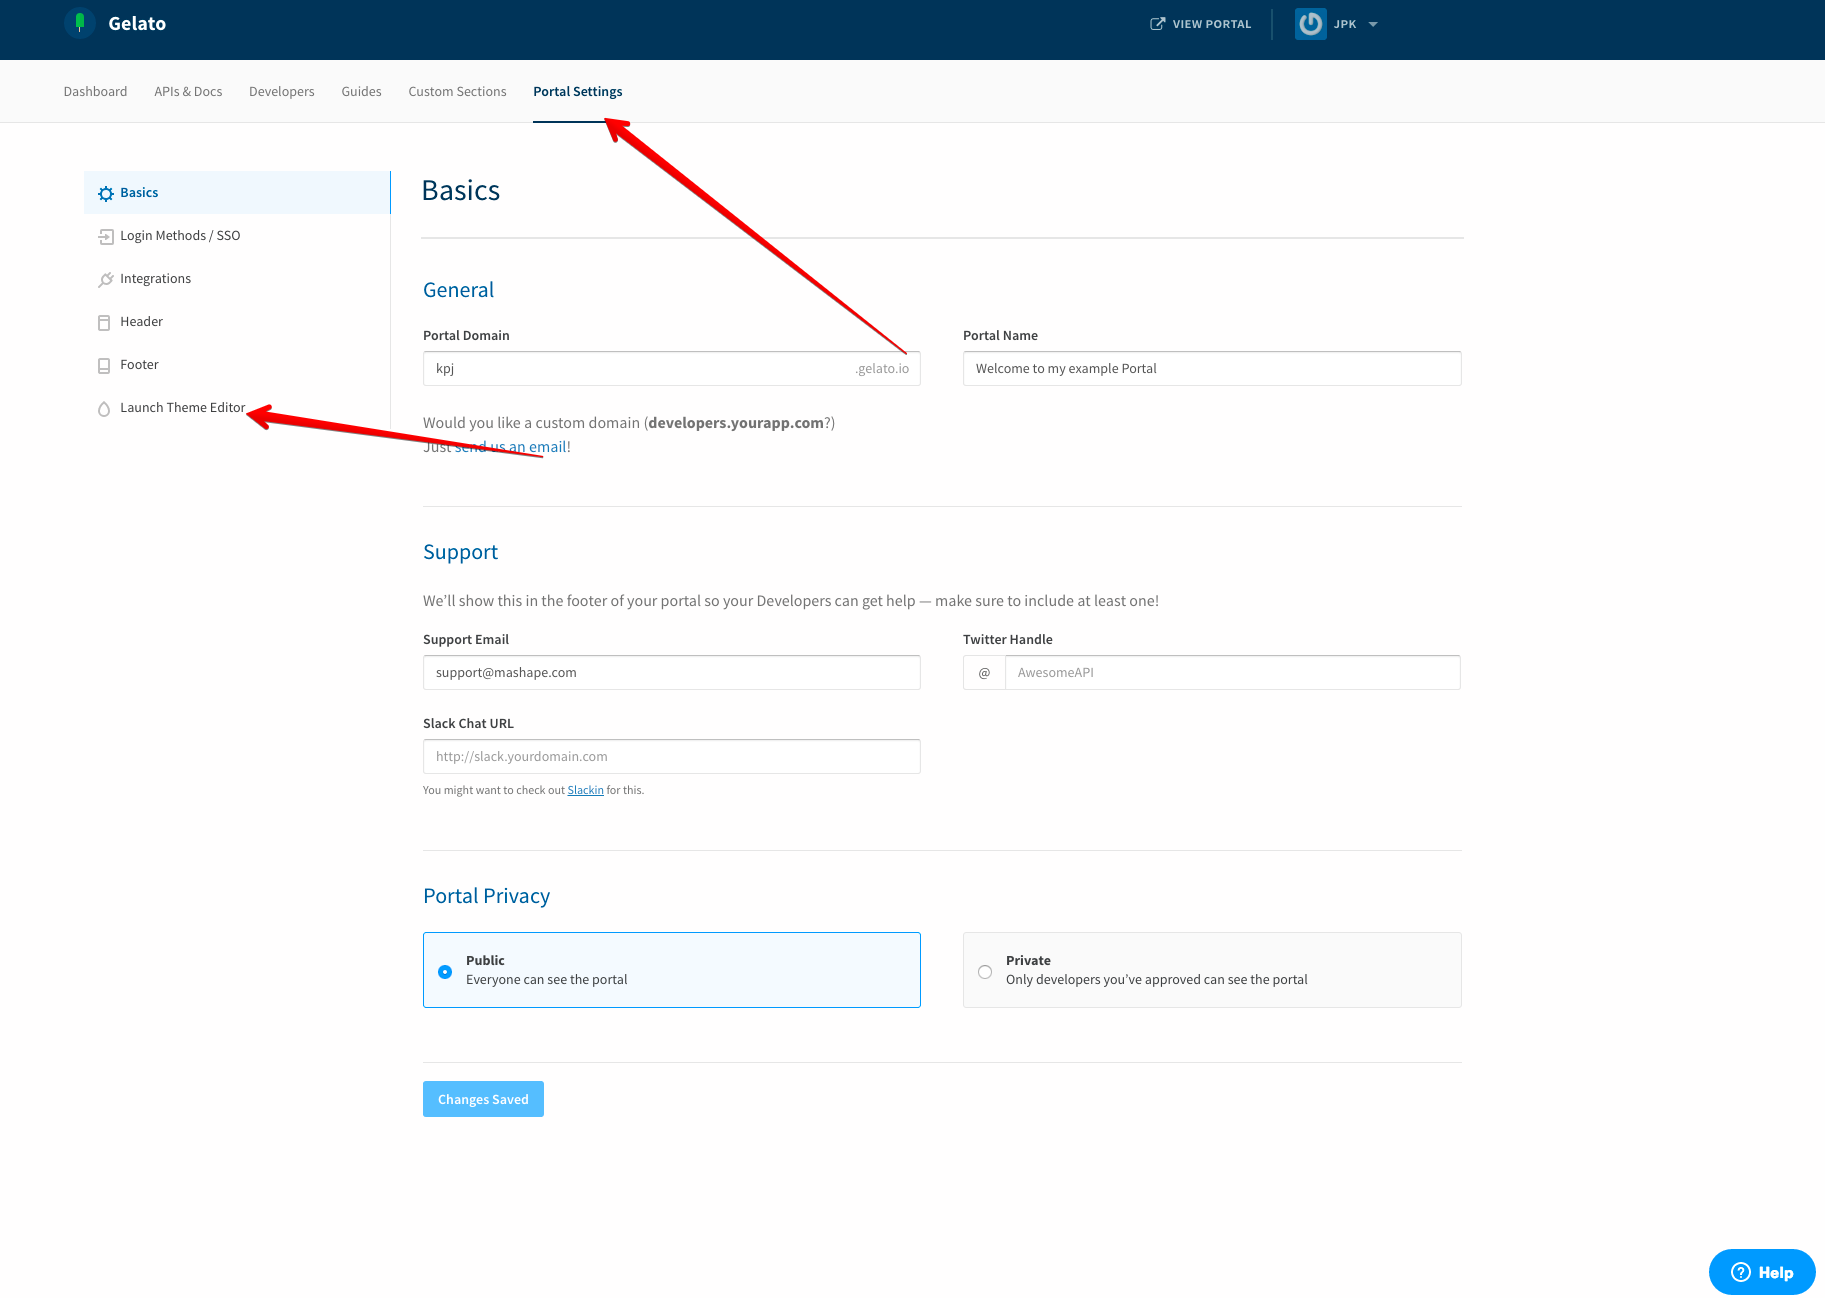 Gelato
VIEW PORTAL
JPK
Dashboard
APIs & Docs
Developers
Guides
Custom Sections
Portal Settings
Basics
Login Methods / SSO
Integrations
Header
Footer
Launch Theme Editor
Basics
General
Portal Domain
kpj
.gelato.io
Portal Name
Welcome to my example Portal
Would you like a custom domain (developers.yourapp.com?)
Just send us an email!
Support
We’ll show this in the footer of your portal so your Developers can get help — make sure to include at least one!
Support Email
support@mashape.com
Twitter Handle
@
AwesomeAPI
Slack Chat URL
http://slack.yourdomain.com
You might want to check out Slackin for this.
Portal Privacy
Public
Everyone can see the portal
Private
Only developers you’ve approved can see the portal
Changes Saved
? Help